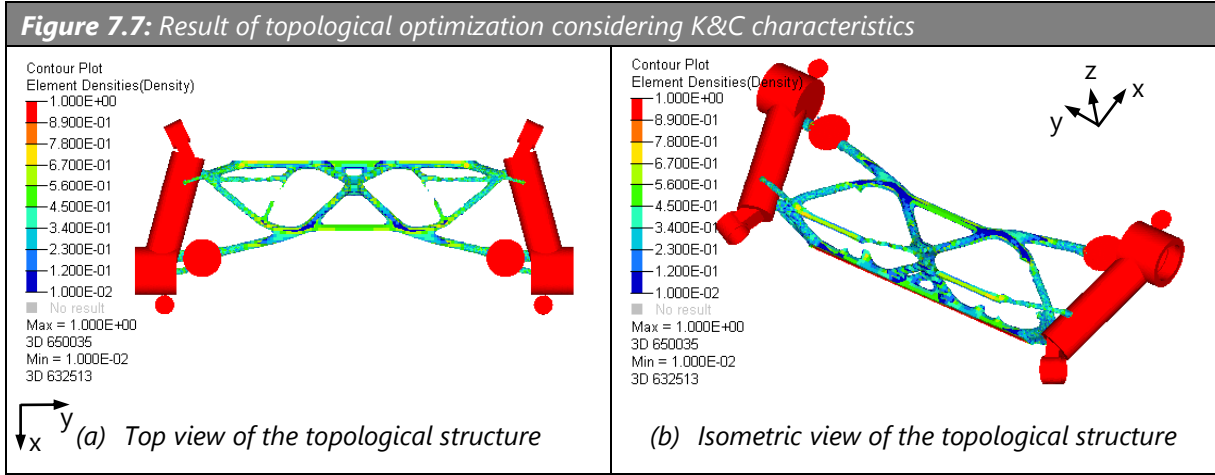 Figure 7.7: Result of topological optimization considering K&C characteristics
Contour Plot
Element Densities(Density)
1.000E+00
8.900E-01
7.800E-01
6.700E-01
5.600E-01
4.500E-01
3.400E-01
2.300E-01
1.200E-01
1.000E-02
No result
Max = 1.000E+00
3D 650035
Min = 1.000E-02
3D 632513
y
x
(a) Top view of the topological structure
Contour Plot
Element Densities(Density)
1.000E+00
8.900E-01
7.800E-01
6.700E-01
5.600E-01
4.500E-01
3.400E-01
2.300E-01
1.200E-01
1.000E-02
No result
Max = 1.000E+00
3D 650035
Min = 1.000E-02
3D 632513
z
x
y
(b) Isometric view of the topological structure